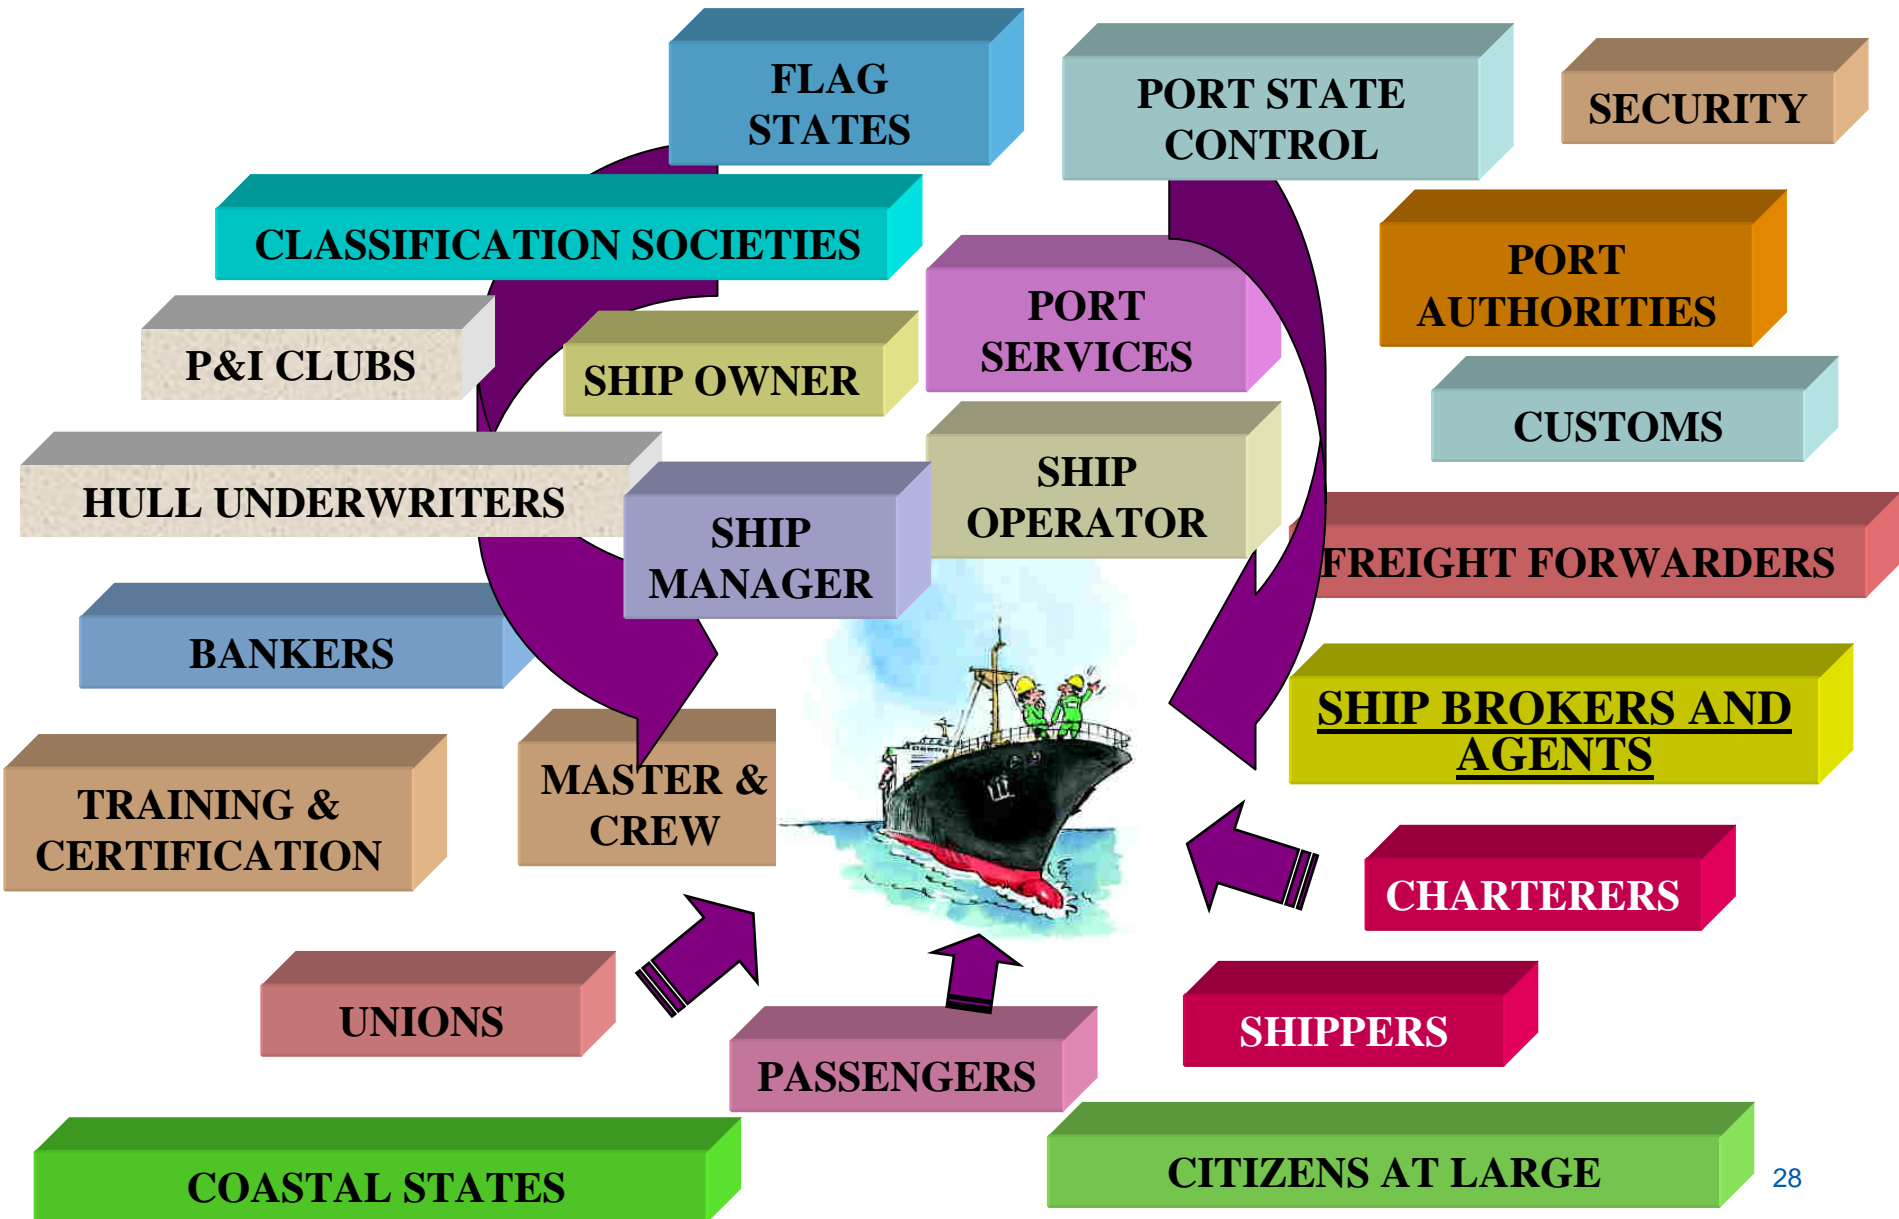 FLAG
STATES
PORT STATE
CONTROL
SECURITY
CLASSIFICATION SOCIETIES
PORT
AUTHORITIES
PORT
SERVICES
P&I CLUBS
SHIP OWNER
CUSTOMS
HULL UNDERWRITERS
SHIP
MANAGER
SHIP
OPERATOR
FREIGHT FORWARDERS
BANKERS
SHIP BROKERS AND
AGENTS
TRAINING &
CERTIFICATION
MASTER &
CREW
CHARTERERS
UNIONS
SHIPPERS
PASSENGERS
COASTAL STATES
CITIZENS AT LARGE
28